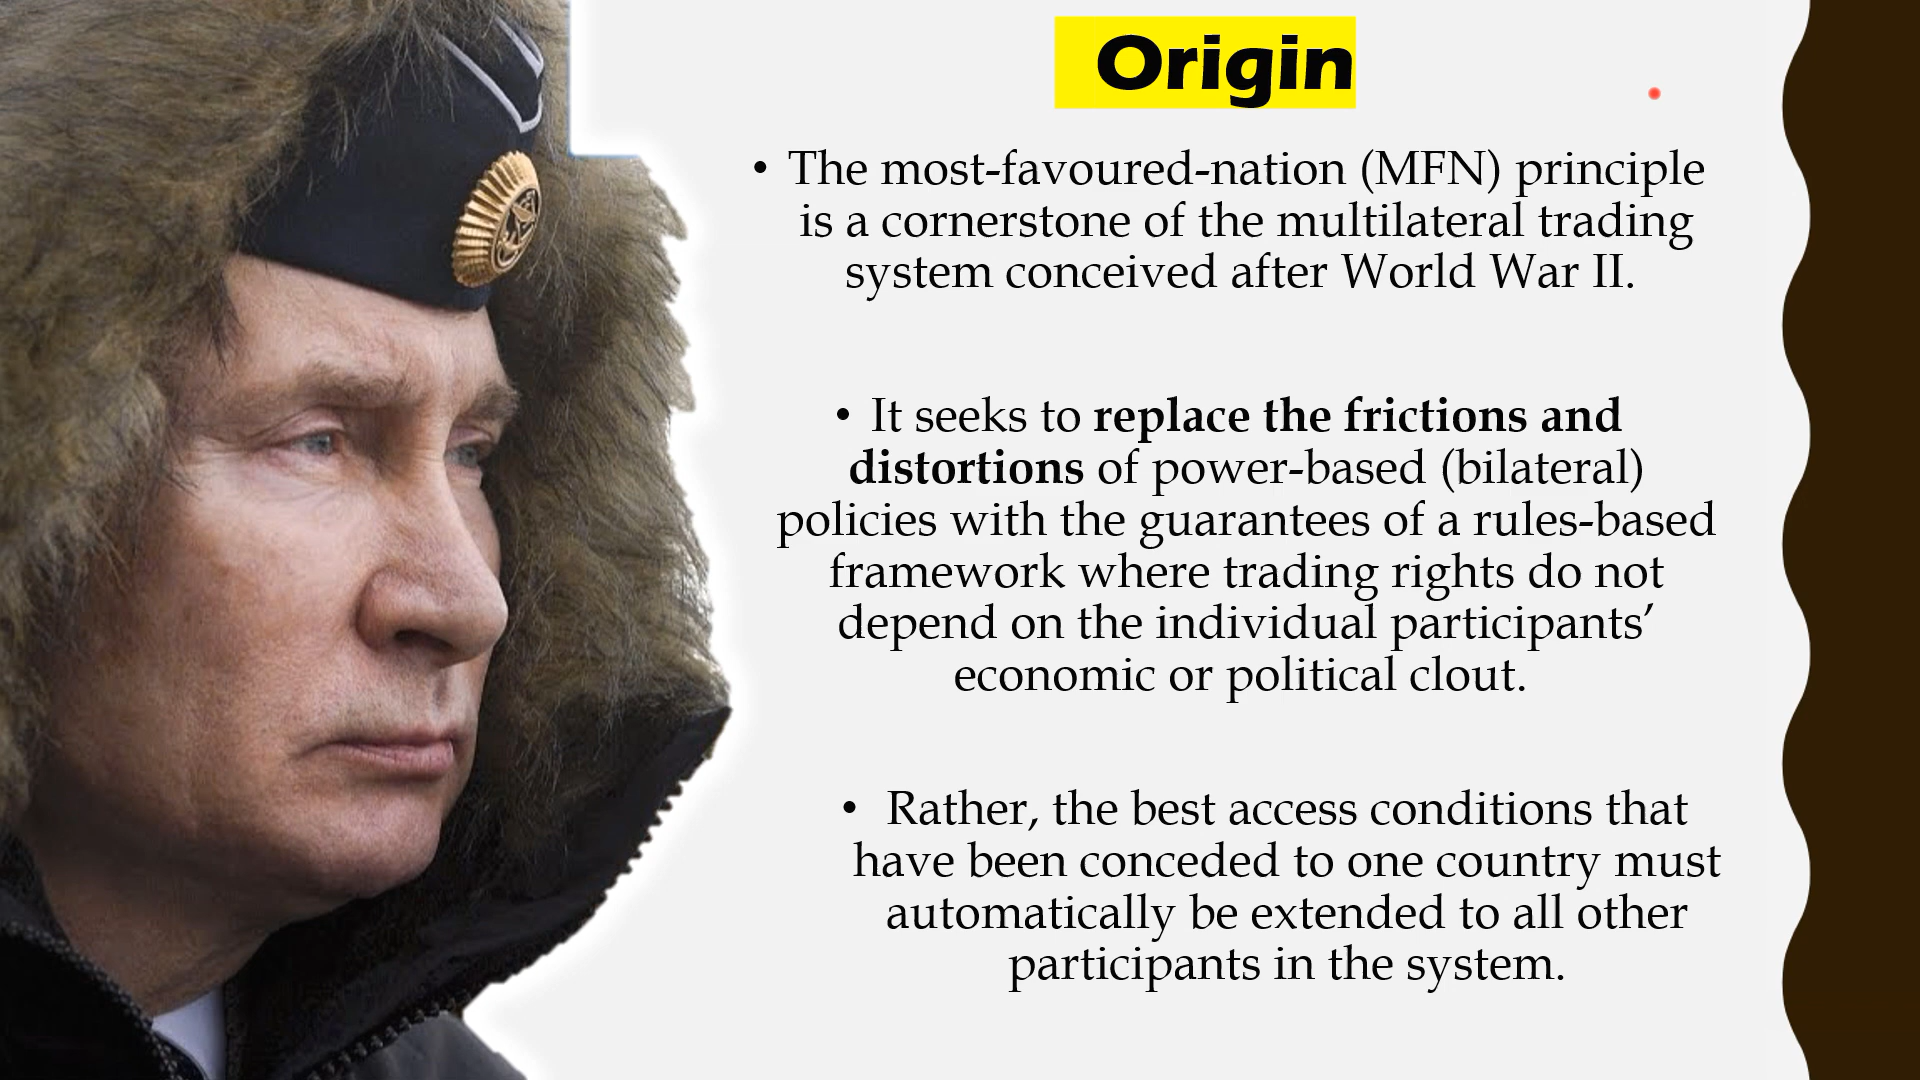 Origin
• The most-favoured-nation (MFN) principle
is a cornerstone of the multilateral trading
system conceived after World War II.
• It seeks to replace the frictions and
distortions of power-based (bilateral)
policies with the guarantees of a rules-based
framework where trading rights do not
depend on the individual participants’
economic or political clout.
• Rather, the best access conditions that
have been conceded to one country must
automatically be extended to all other
participants in the system.